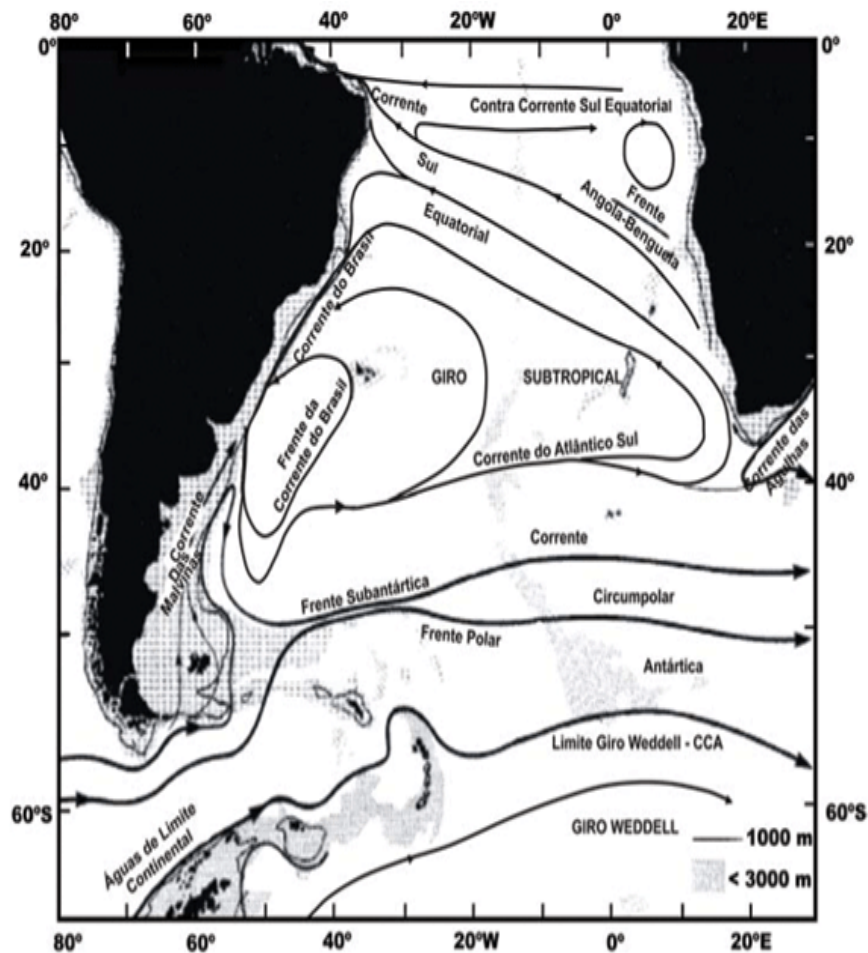 80° 60° 40° 20°W 0° 20°E
0° 0°
Corrente
Contra Corrente Sul Equatorial
Sul
Frente
Angola-Benguela
Equatorial
20° 20°
Corrente do Brasil
GIRO SUBTROPICAL
Frente da
Corrente do Brasil
Corrente do Atlântico Sul
Corrente das
Agulhas
40° 40°
Corrente
Das
Malvinas
Corrente
Frente Subantártica
Circumpolar
Frente Polar
Antártica
Limite Giro Weddell - CCA
60°S 60°S
Águas de Limite
Continental
GIRO WEDDELL
1000 m
< 3000 m
80° 60° 40° 20°W 0° 20°E